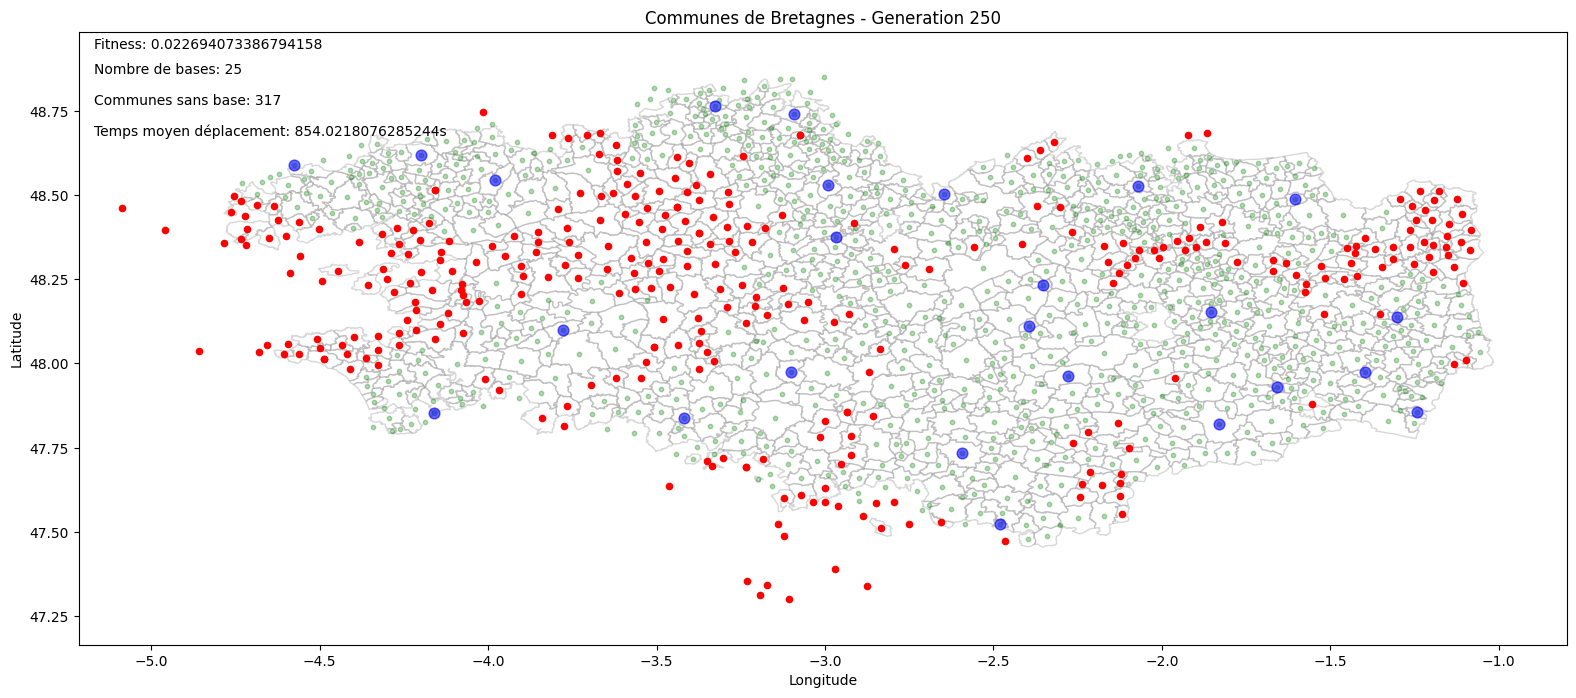 Communes de Bretagnes - Generation 250
Fitness: 0.022694073386794158
Nombre de bases: 25
Communes sans base: 317
Temps moyen déplacement: 854.0218076285244s
48.75
48.50
48.25
48.00
47.75
47.50
47.25
Latitude
−5.0 −4.5 −4.0 −3.5 −3.0 −2.5 −2.0 −1.5 −1.0
Longitude